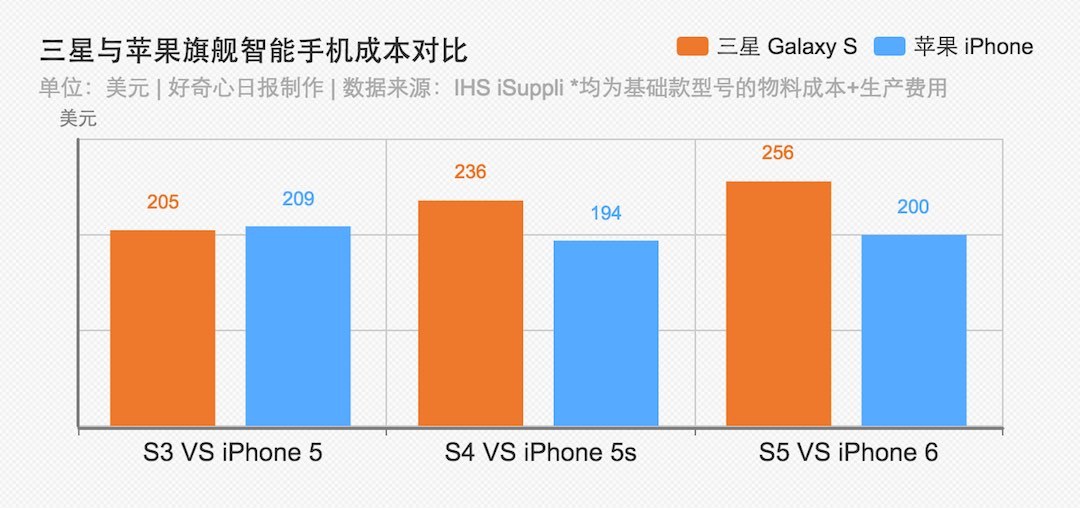 三星与苹果旗舰智能手机成本对比
三星 Galaxy S 苹果 iPhone
单位：美元 | 好奇心日报制作 | 数据来源：IHS iSuppli *均为基础款型号的物料成本+生产费用
美元
205 209 236 194 256 200
S3 VS iPhone 5 S4 VS iPhone 5s S5 VS iPhone 6